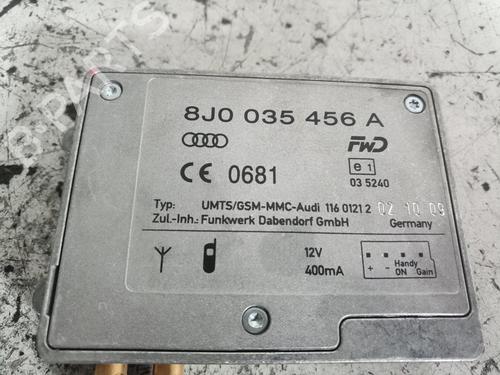 B-PARTS
8J0 035 456 A
FWD
CE 0681
e1
03 5240
Typ: UMTS/GSM-MMC-Audi 116 0121 2 02 10 09
Zul.-Inh.: Funkwerk Dabendorf GmbH Germany
12V
400mA
+ - Handy Gain
ON